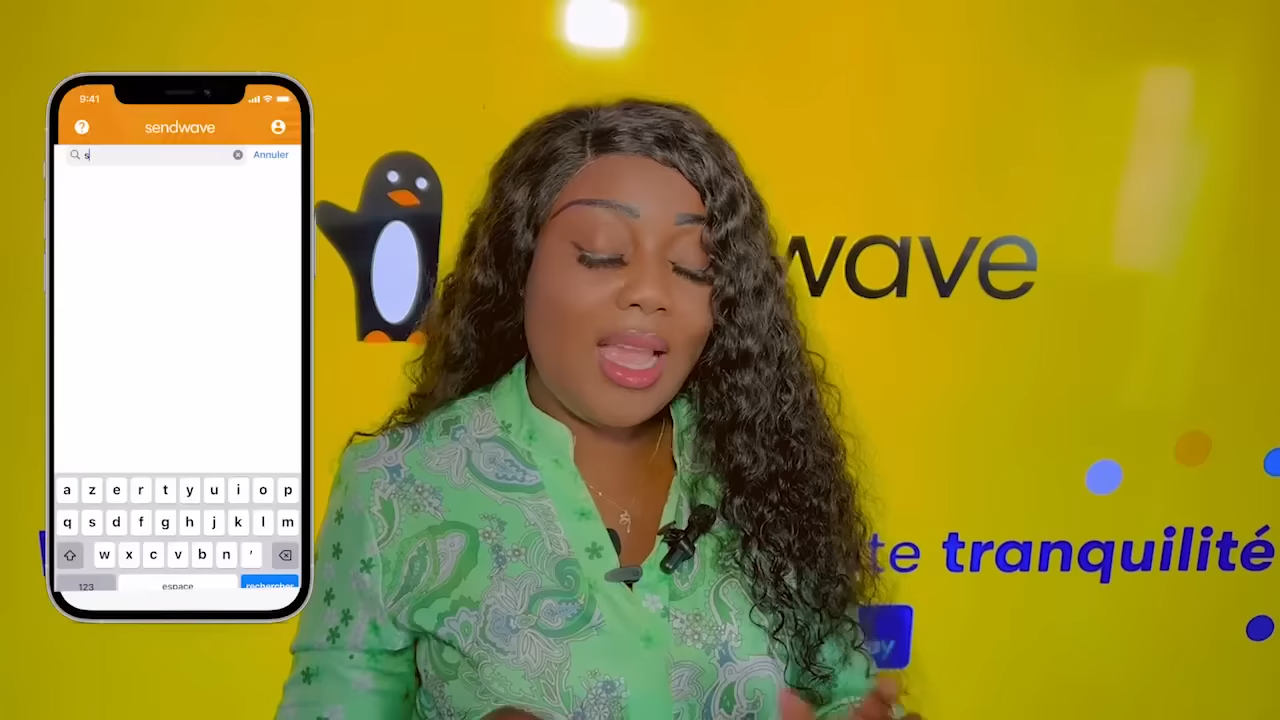 9:41
sendwave
s
Annuler
a z e r t y u i o p
q s d f g h j k l m
w x c v b n ′
123 espace rechercher
wave
te tranquilité